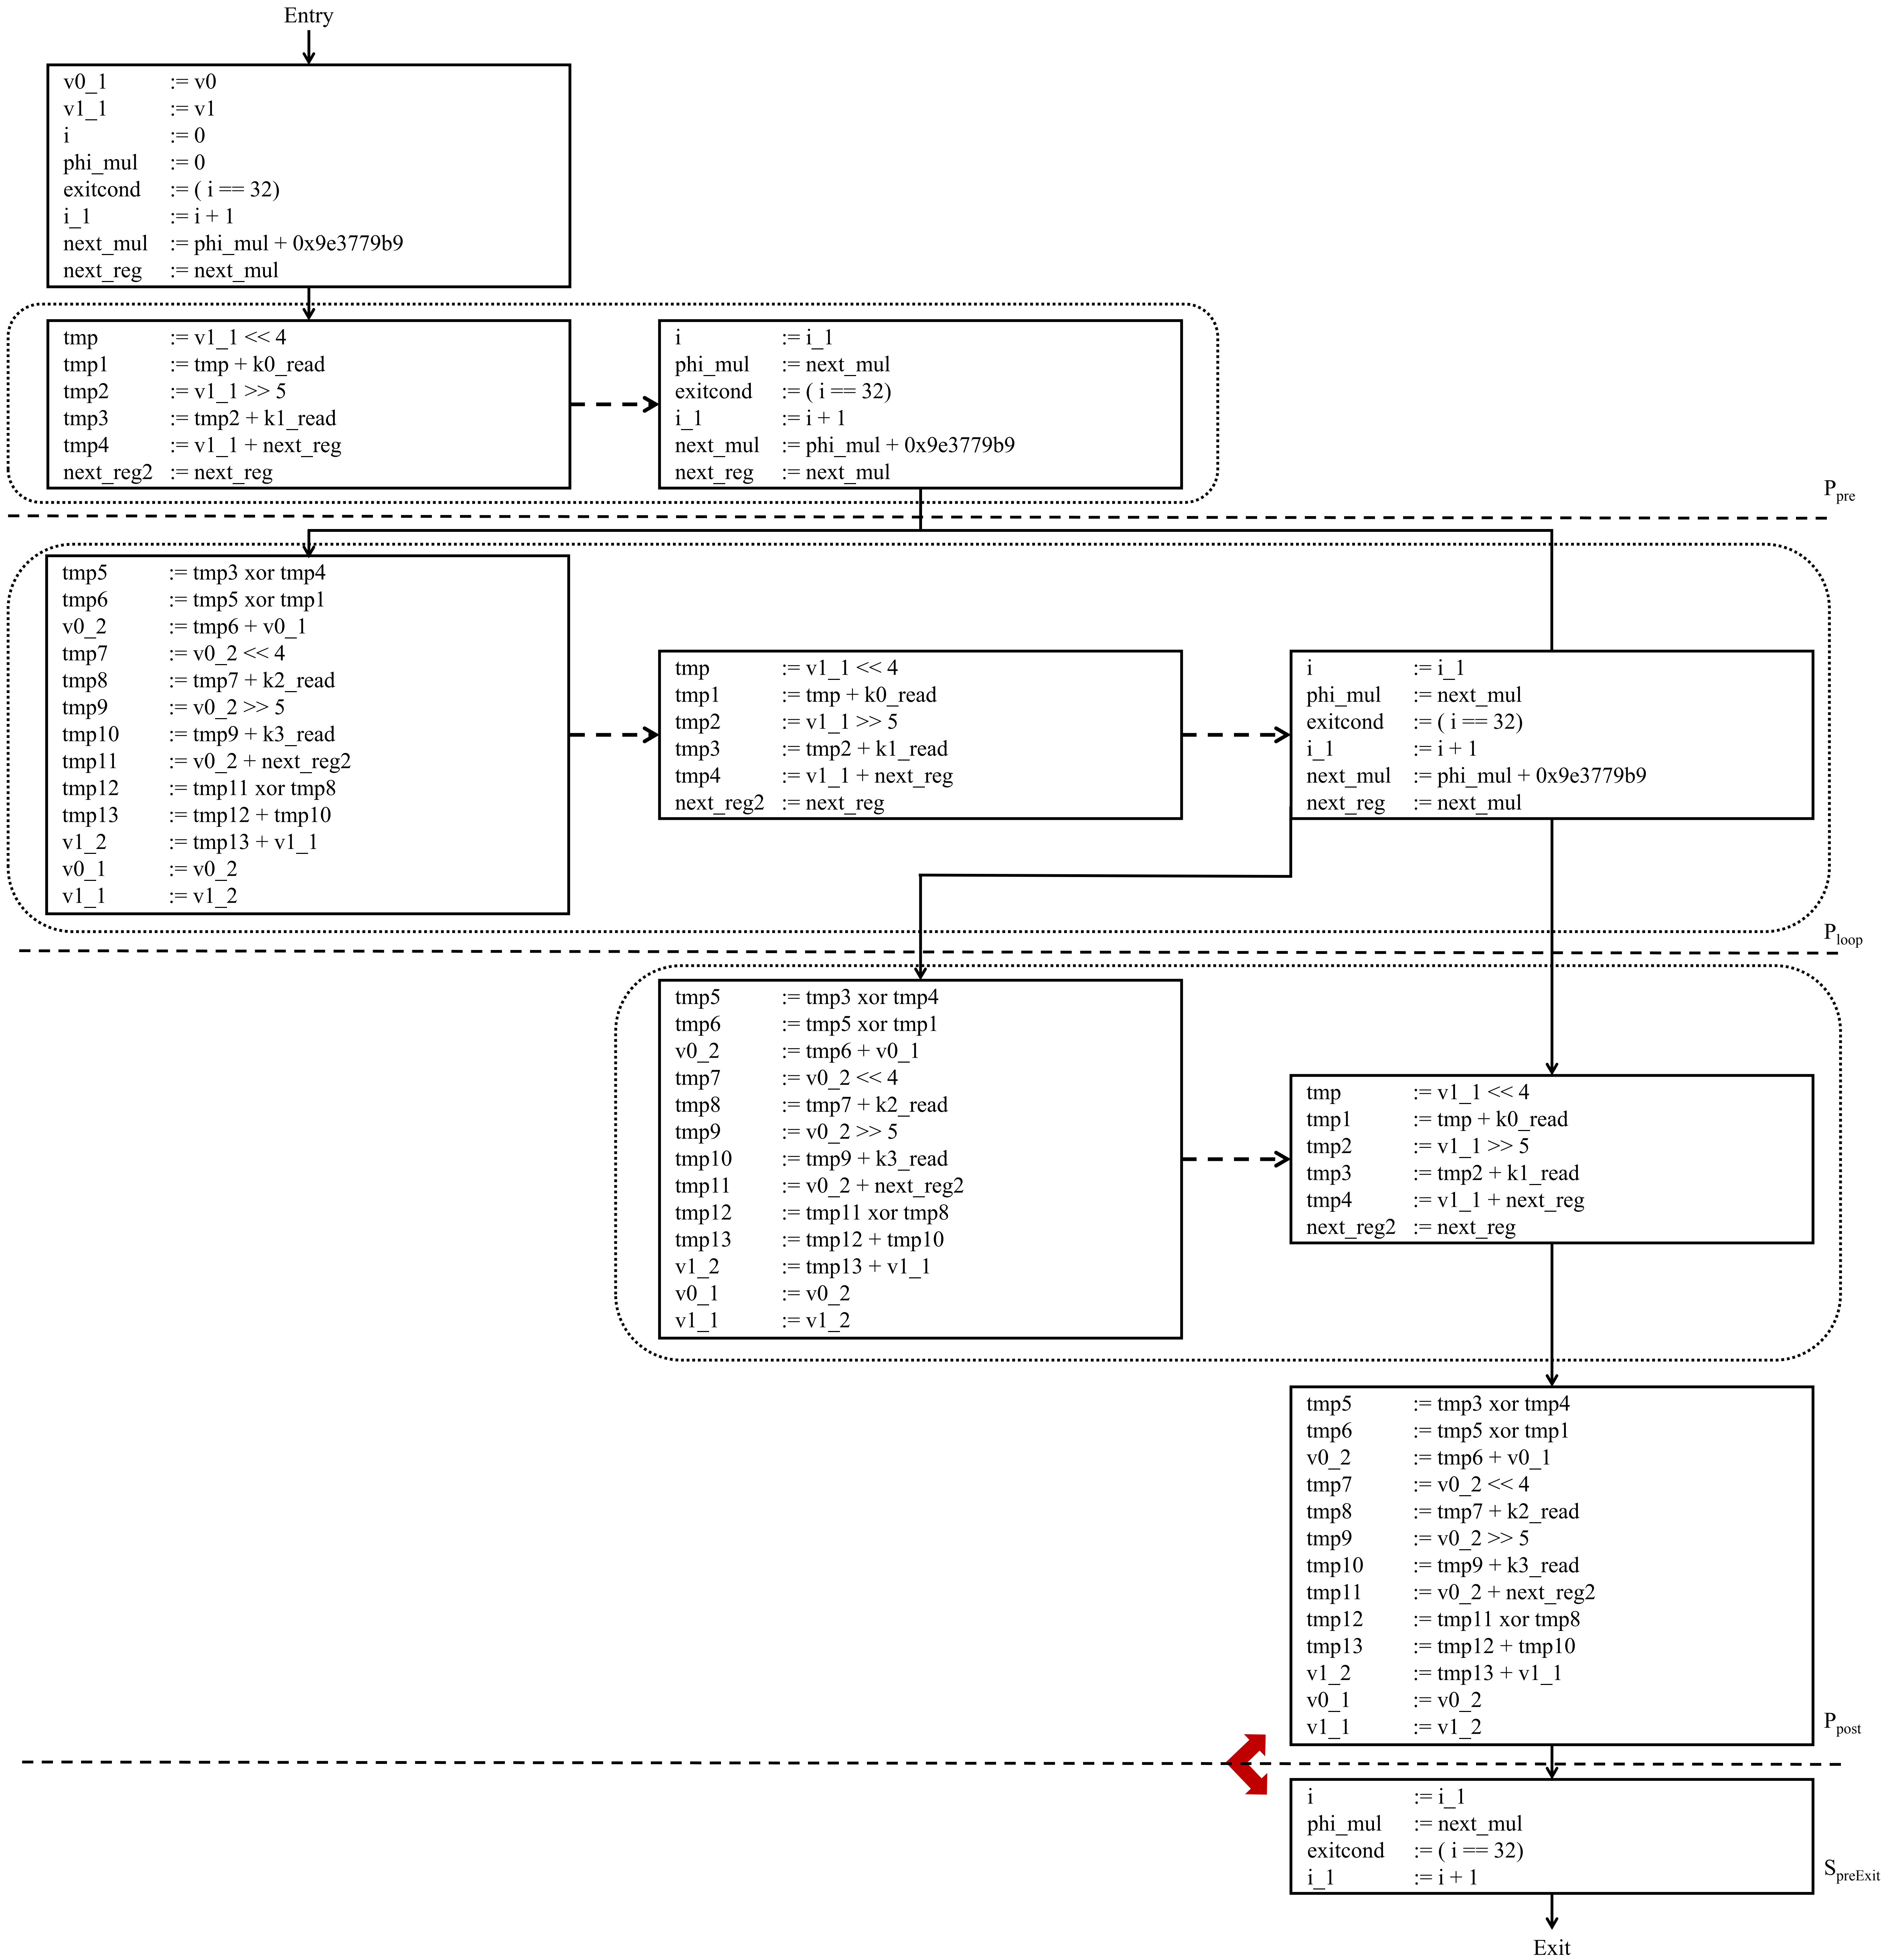 Entry
v0_1 := v0
v1_1 := v1
i := 0
phi_mul := 0
exitcond := ( i == 32)
i_1 := i + 1
next_mul := phi_mul + 0x9e3779b9
next_reg := next_mul
tmp := v1_1 << 4
tmp1 := tmp + k0_read
tmp2 := v1_1 >> 5
tmp3 := tmp2 + k1_read
tmp4 := v1_1 + next_reg
next_reg2 := next_reg
i := i_1
phi_mul := next_mul
exitcond := ( i == 32)
i_1 := i + 1
next_mul := phi_mul + 0x9e3779b9
next_reg := next_mul
Ppre
tmp5 := tmp3 xor tmp4
tmp6 := tmp5 xor tmp1
v0_2 := tmp6 + v0_1
tmp7 := v0_2 << 4
tmp8 := tmp7 + k2_read
tmp9 := v0_2 >> 5
tmp10 := tmp9 + k3_read
tmp11 := v0_2 + next_reg2
tmp12 := tmp11 xor tmp8
tmp13 := tmp12 + tmp10
v1_2 := tmp13 + v1_1
v0_1 := v0_2
v1_1 := v1_2
tmp := v1_1 << 4
tmp1 := tmp + k0_read
tmp2 := v1_1 >> 5
tmp3 := tmp2 + k1_read
tmp4 := v1_1 + next_reg
next_reg2 := next_reg
i := i_1
phi_mul := next_mul
exitcond := ( i == 32)
i_1 := i + 1
next_mul := phi_mul + 0x9e3779b9
next_reg := next_mul
Ploop
tmp5 := tmp3 xor tmp4
tmp6 := tmp5 xor tmp1
v0_2 := tmp6 + v0_1
tmp7 := v0_2 << 4
tmp8 := tmp7 + k2_read
tmp9 := v0_2 >> 5
tmp10 := tmp9 + k3_read
tmp11 := v0_2 + next_reg2
tmp12 := tmp11 xor tmp8
tmp13 := tmp12 + tmp10
v1_2 := tmp13 + v1_1
v0_1 := v0_2
v1_1 := v1_2
tmp := v1_1 << 4
tmp1 := tmp + k0_read
tmp2 := v1_1 >> 5
tmp3 := tmp2 + k1_read
tmp4 := v1_1 + next_reg
next_reg2 := next_reg
tmp5 := tmp3 xor tmp4
tmp6 := tmp5 xor tmp1
v0_2 := tmp6 + v0_1
tmp7 := v0_2 << 4
tmp8 := tmp7 + k2_read
tmp9 := v0_2 >> 5
tmp10 := tmp9 + k3_read
tmp11 := v0_2 + next_reg2
tmp12 := tmp11 xor tmp8
tmp13 := tmp12 + tmp10
v1_2 := tmp13 + v1_1
v0_1 := v0_2
v1_1 := v1_2
Ppost
i := i_1
phi_mul := next_mul
exitcond := ( i == 32)
i_1 := i + 1
SpreExit
Exit